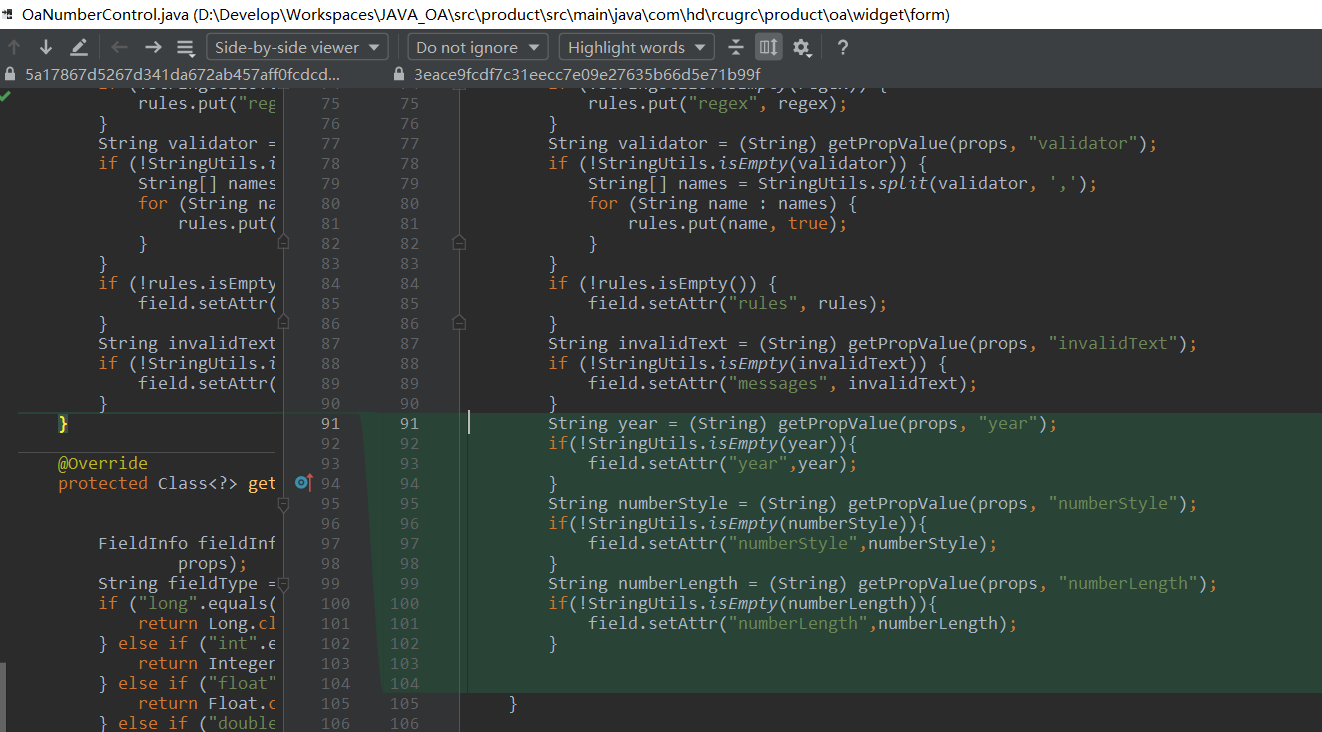 OaNumberControl.java (D:\Develop\Workspaces\JAVA_OA\src\product\src\main\java\com\hd\rcugrc\product\oa\widget\form)
Side-by-side viewer Do not ignore Highlight words ?
5a17867d5267d341da672ab457aff0fcdcd... 3eace9fcdf7c31eecc7e09e27635b66d5e71b99f
rules.put("reg 75 75 rules.put("regex", regex);
} 76 76 }
String validator = 77 77 String validator = (String) getPropValue(props, "validator");
if (!StringUtils.i 78 78 if (!StringUtils.isEmpty(validator)) {
String[] names 79 79 String[] names = StringUtils.split(validator, ',');
for (String na 80 80 for (String name : names) {
rules.put( 81 81 rules.put(name, true);
} 82 82 }
} 83 83 }
if (!rules.isEmpty 84 84 if (!rules.isEmpty()) {
field.setAttr( 85 85 field.setAttr("rules", rules);
} 86 86 }
String invalidText 87 87 String invalidText = (String) getPropValue(props, "invalidText");
if (!StringUtils.i 88 88 if (!StringUtils.isEmpty(invalidText)) {
field.setAttr( 89 89 field.setAttr("messages", invalidText);
} 90 90 }
} 91 91 String year = (String) getPropValue(props, "year");
92 92 if(!StringUtils.isEmpty(year)){
@Override 93 93 field.setAttr("year",year);
protected Class<?> get 94 94 }
95 95 String numberStyle = (String) getPropValue(props, "numberStyle");
96 96 if(!StringUtils.isEmpty(numberStyle)){
FieldInfo fieldInf 97 97 field.setAttr("numberStyle",numberStyle);
props); 98 98 }
String fieldType = 99 99 String numberLength = (String) getPropValue(props, "numberLength");
if ("long".equals( 100 100 if(!StringUtils.isEmpty(numberLength)){
return Long.cl 101 101 field.setAttr("numberLength",numberLength);
} else if ("int".e 102 102 }
return Integer 103 103
} else if ("float" 104 104
return Float.c 105 105 }
} else if ("double 106 106